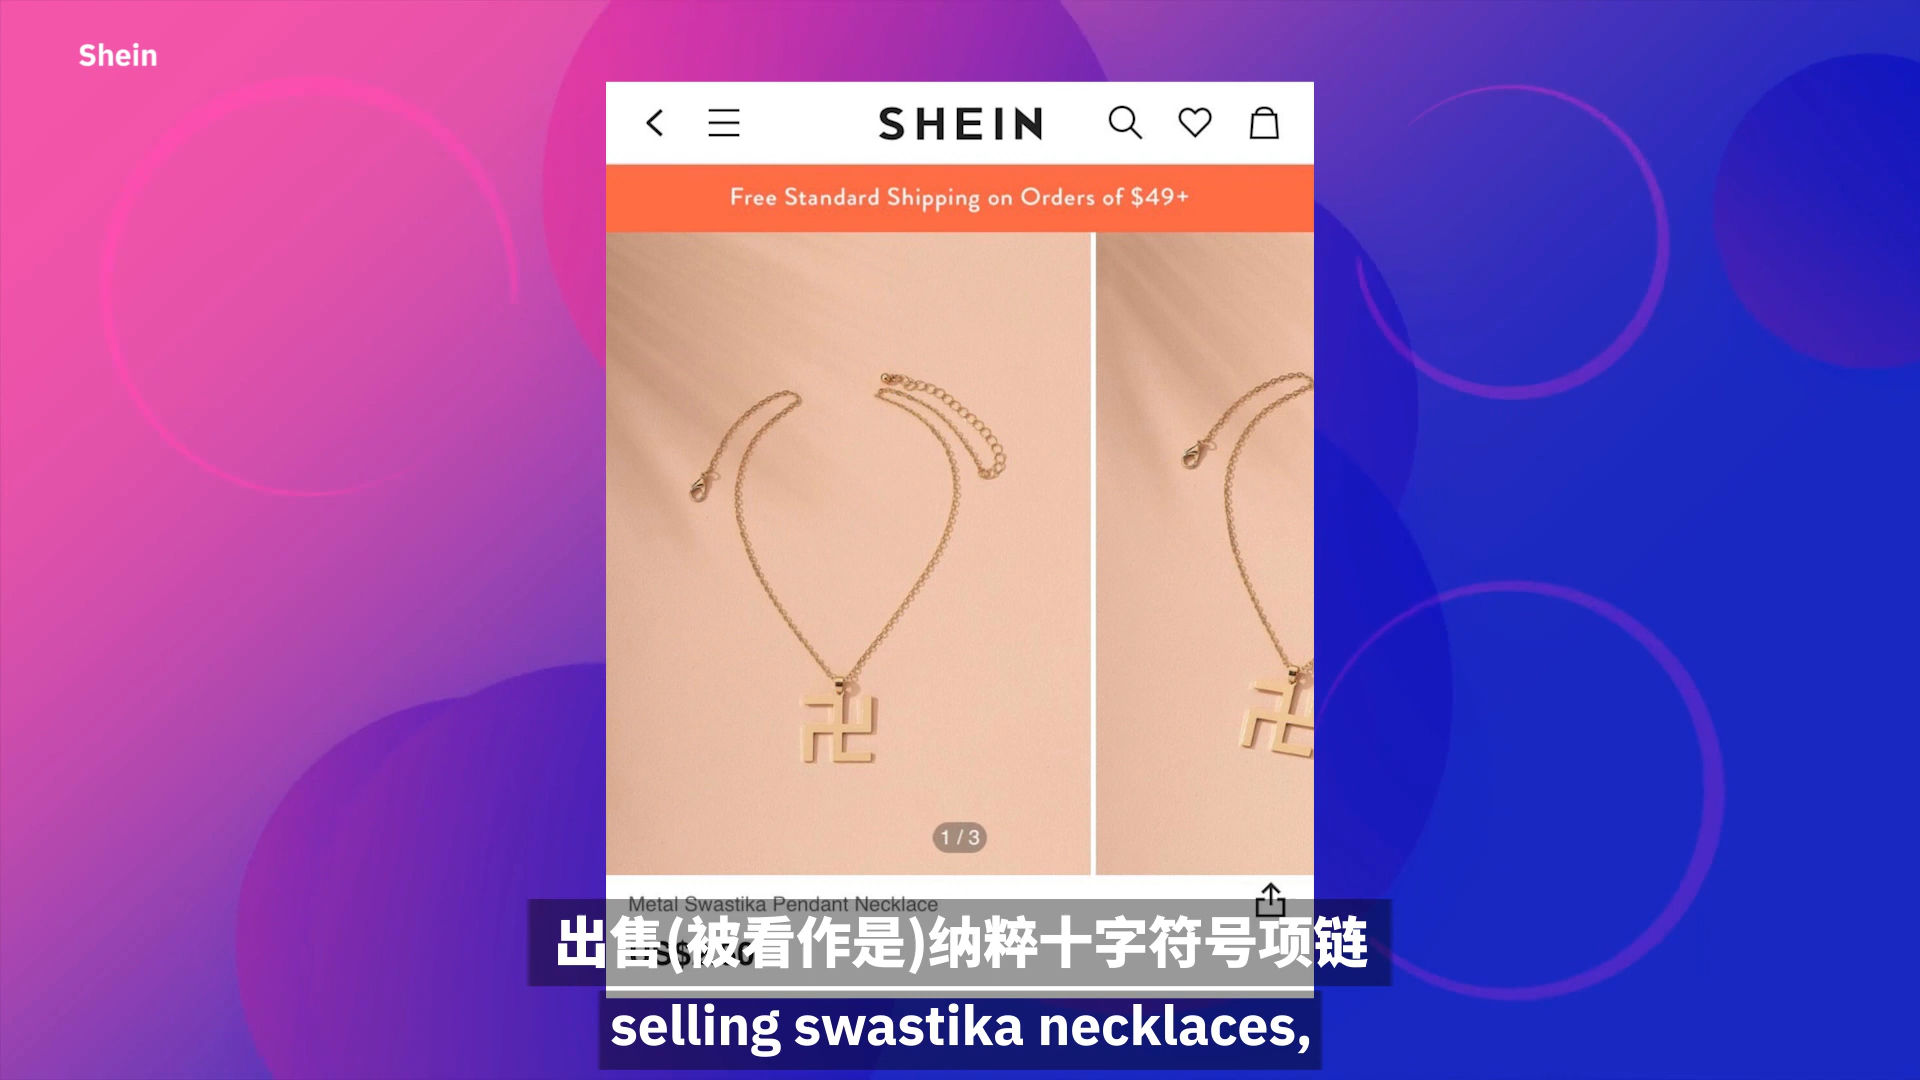 Shein
SHEIN
Free Standard Shipping on Orders of $49+
1 / 3
Metal Swastika Pendant Necklace
出售(被看作是)纳粹十字符号项链
selling swastika necklaces,